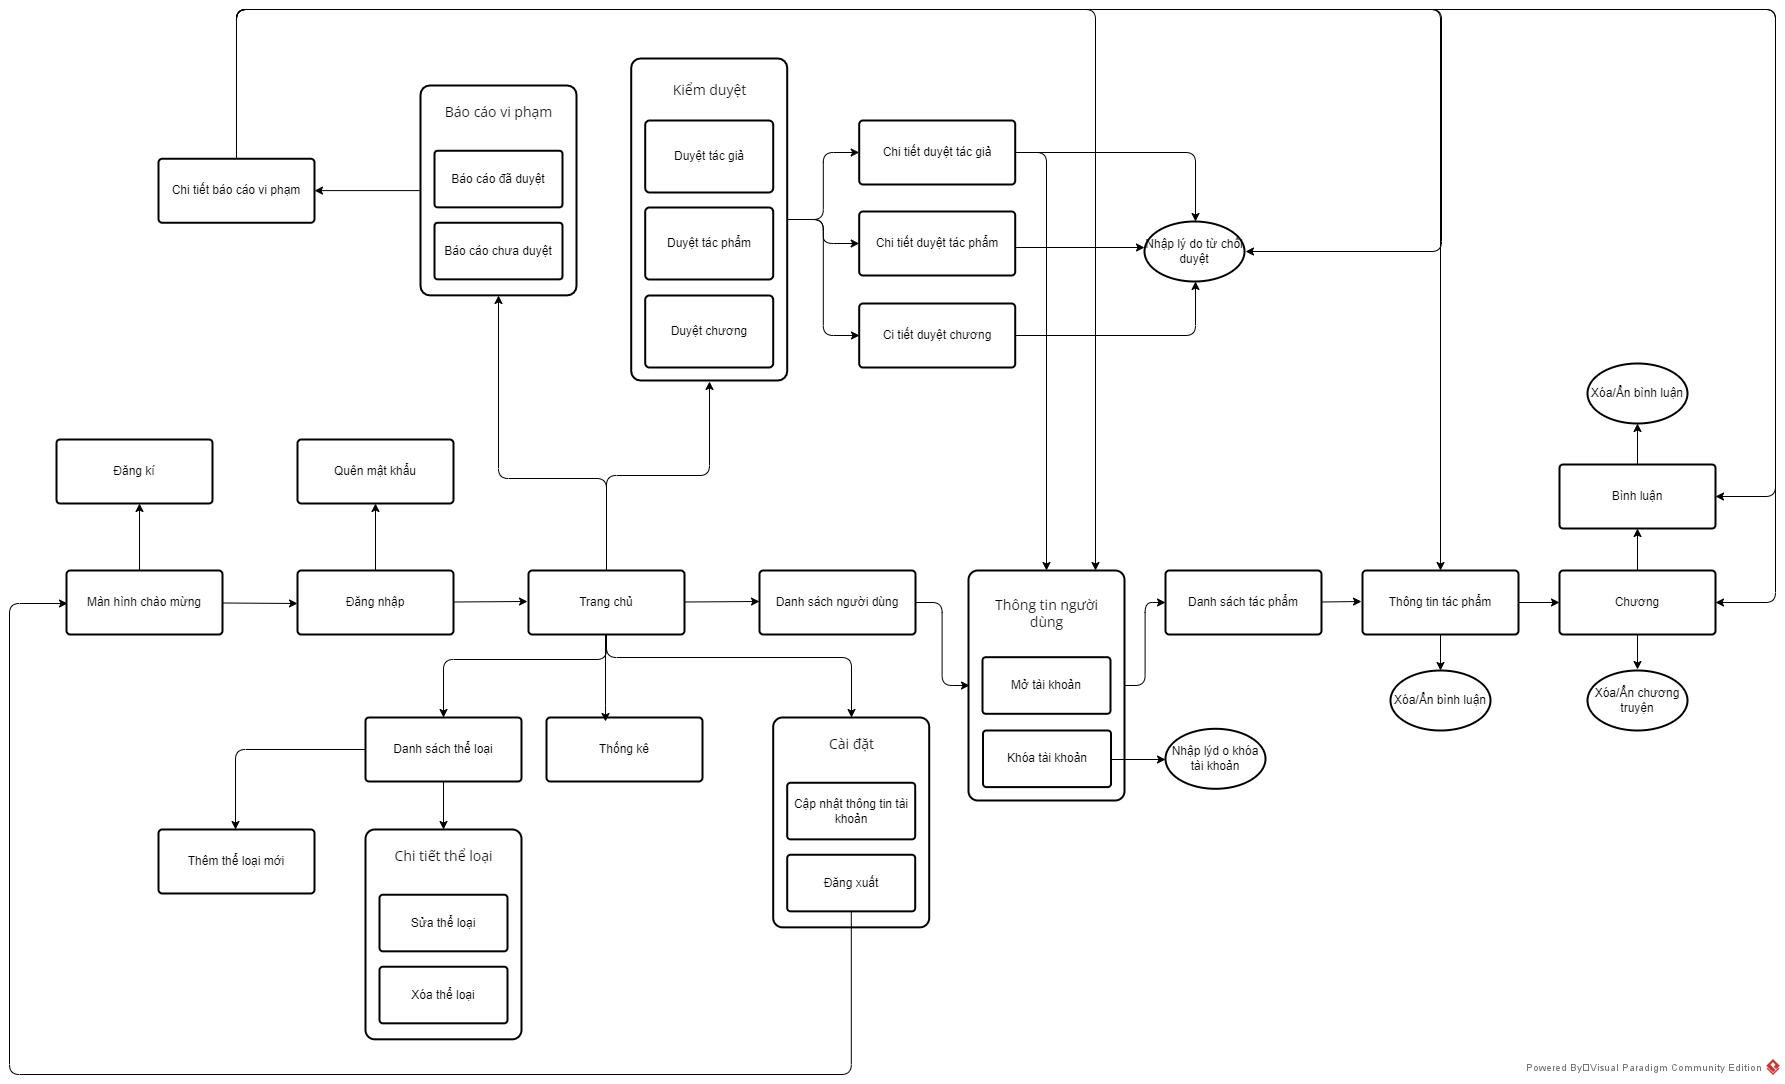 Kiểm duyệt
Báo cáo vi phạm
Duyệt tác giả
Chi tiết duyệt tác giả
Báo cáo đã duyệt
Chi tiết báo cáo vi phạm
Duyệt tác phẩm
Chi tiết duyệt tác phẩm
Nhập lý do từ chối
duyệt
Báo cáo chưa duyệt
Duyệt chương
Ci tiết duyệt chương
Xóa/Ẩn bình luận
Đăng kí
Quên mật khẩu
Bình luận
Màn hình chào mừng
Đăng nhập
Trang chủ
Danh sách người dùng
Thông tin người
dùng
Danh sách tác phẩm
Thông tin tác phẩm
Chương
Mở tài khoản
Xóa/Ẩn bình luận
Xóa/Ẩn chương
truyện
Danh sách thể loại
Thống kê
Cài đặt
Khóa tài khoản
Nhập lýd o khóa
tài khoản
Cập nhật thông tin tài
khoản
Thêm thể loại mới
Chi tiết thể loại
Đăng xuất
Sửa thể loại
Xóa thể loại
Powered By□Visual Paradigm Community Edition